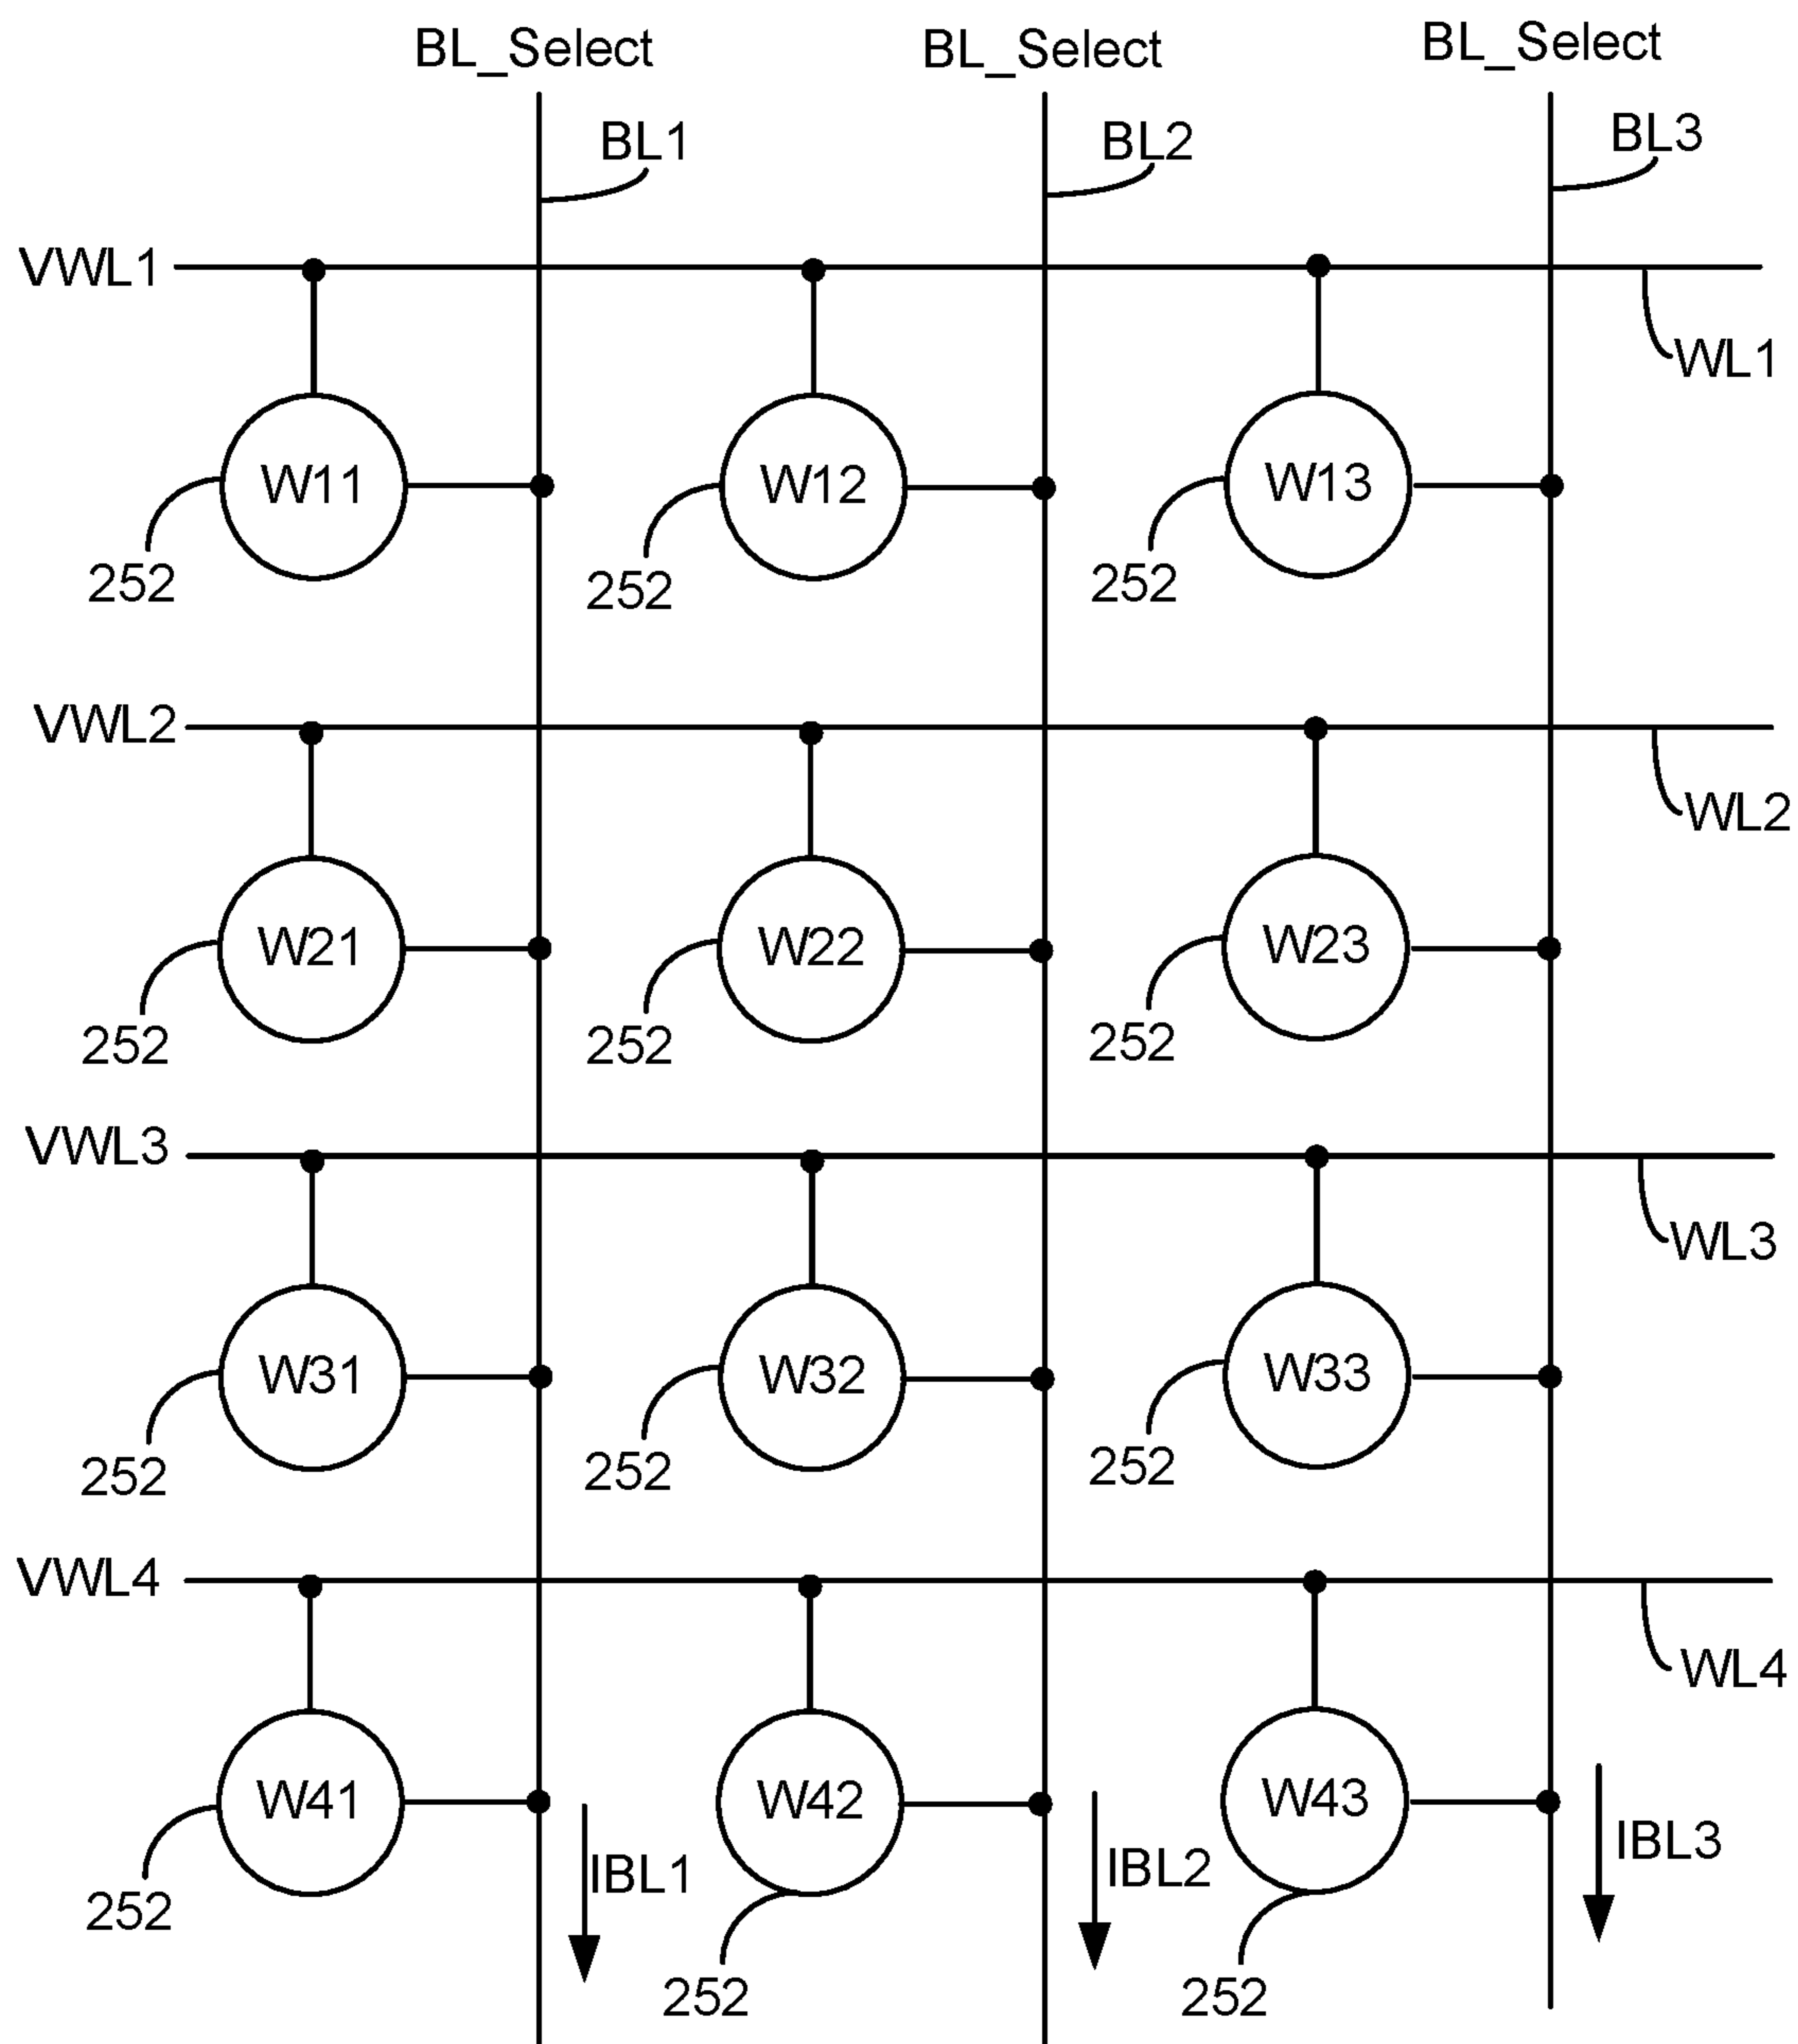 BL_Select BL_Select BL_Select
BL1 BL2 BL3
VWL1
WL1
W11 W12 W13
252 252 252
VWL2
WL2
W21 W22 W23
252 252 252
VWL3
WL3
W31 W32 W33
252 252 252
VWL4
WL4
W41 W42 W43
IBL1 IBL2 IBL3
252 252 252